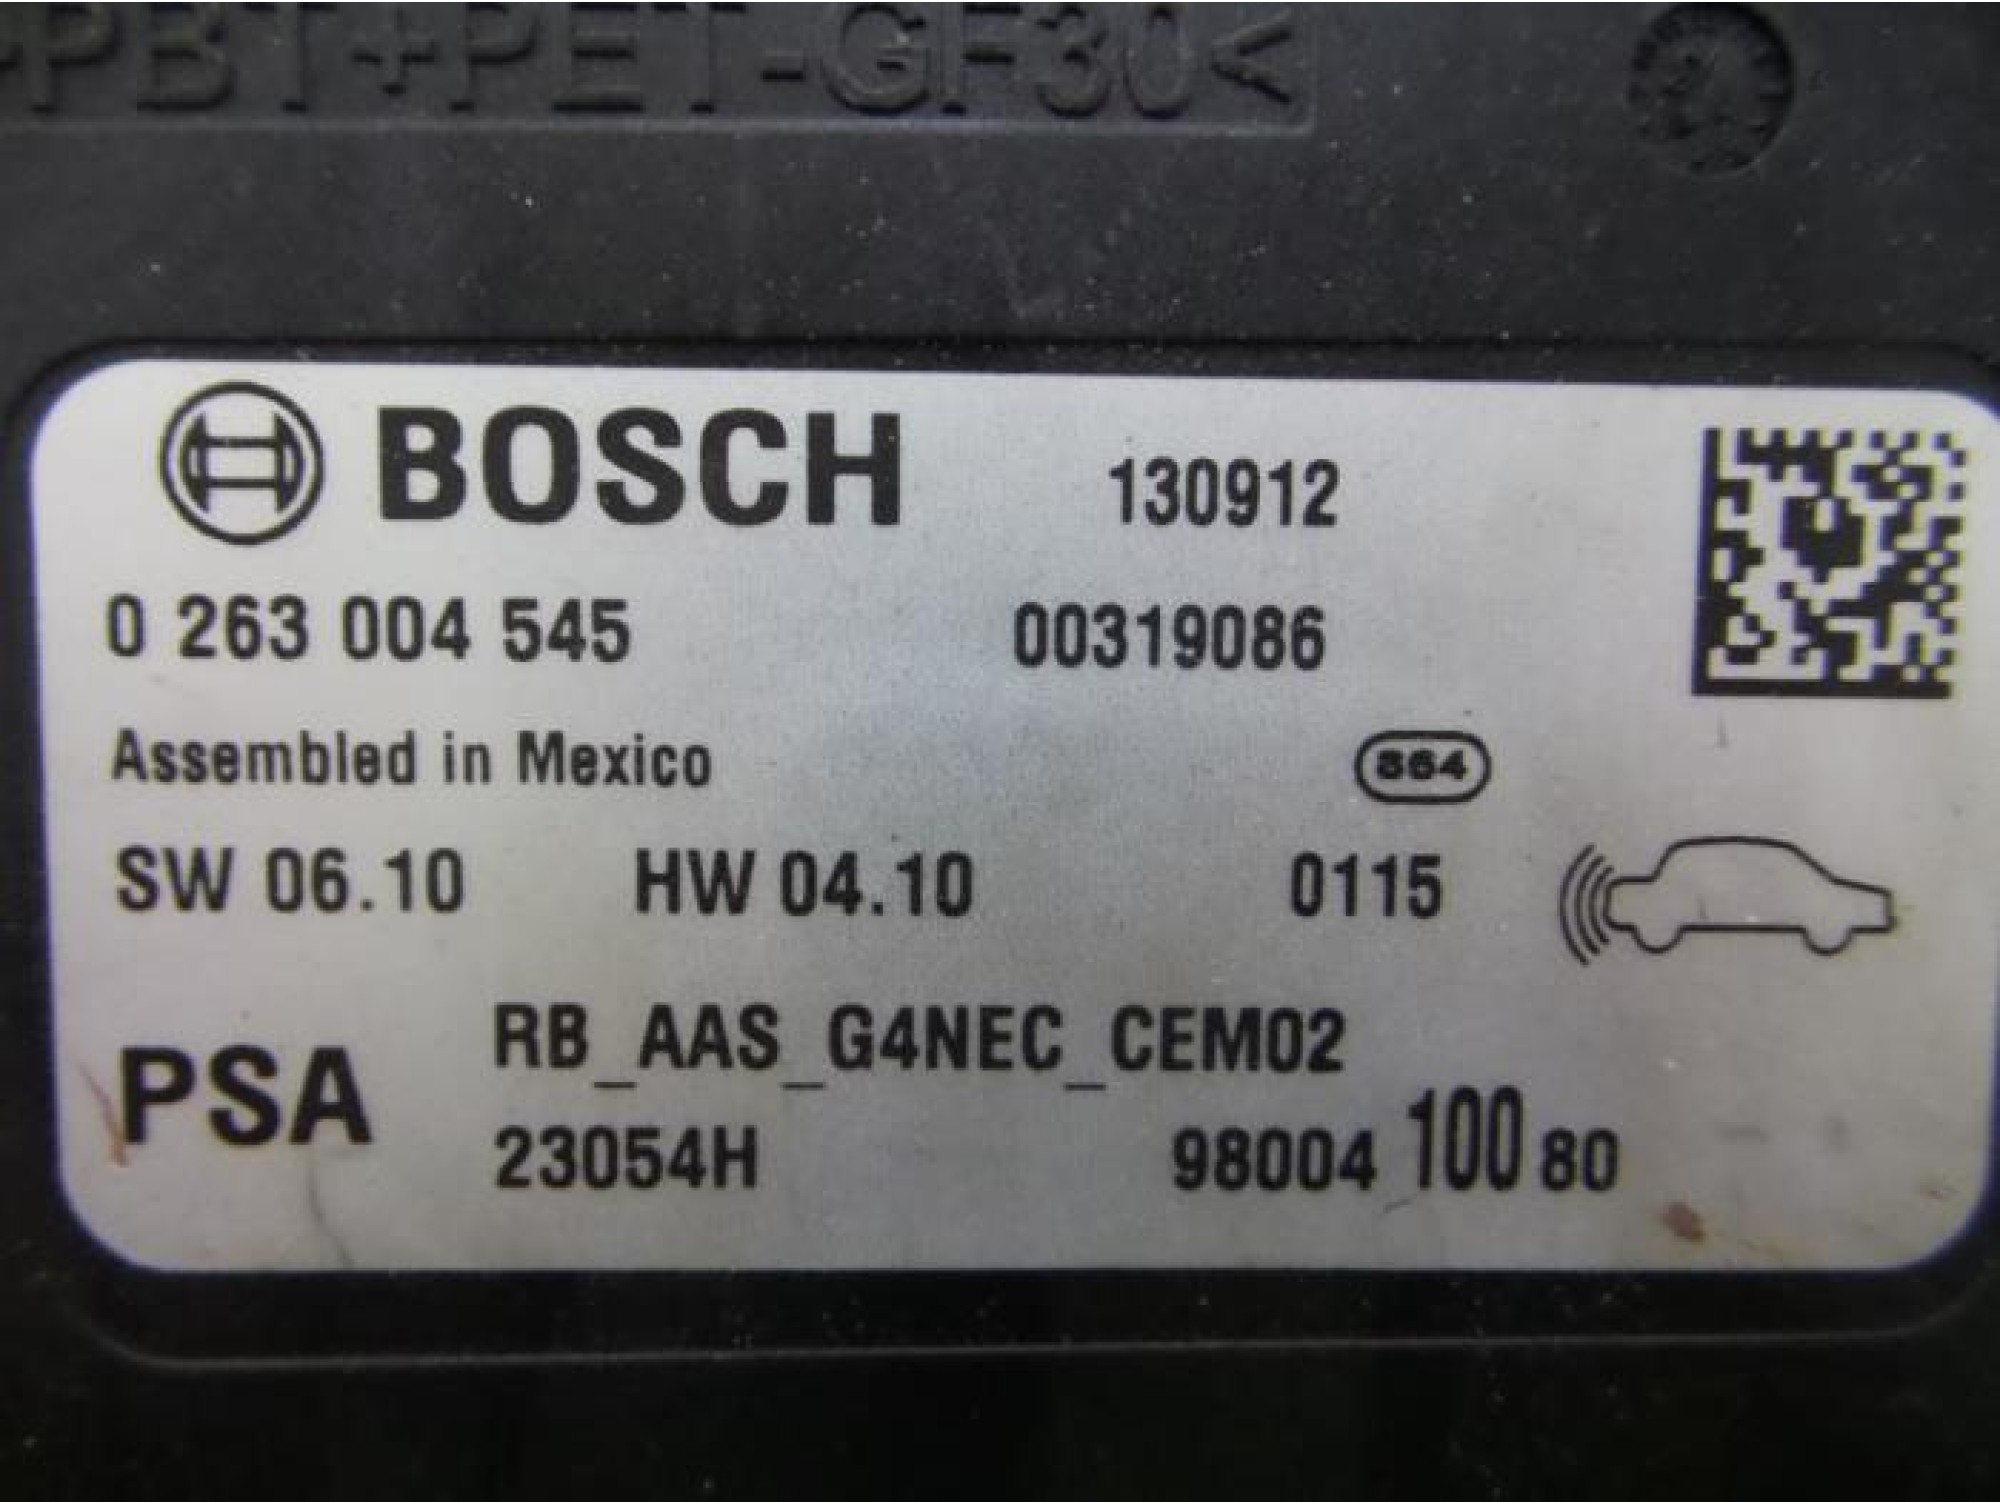 +PBT+PET-GF30<
BOSCH 130912
0 263 004 545 00319086
Assembled in Mexico 864
SW 06.10 HW 04.10 0115
PSA RB_AAS_G4NEC_CEM02
23054H 98004 100 80